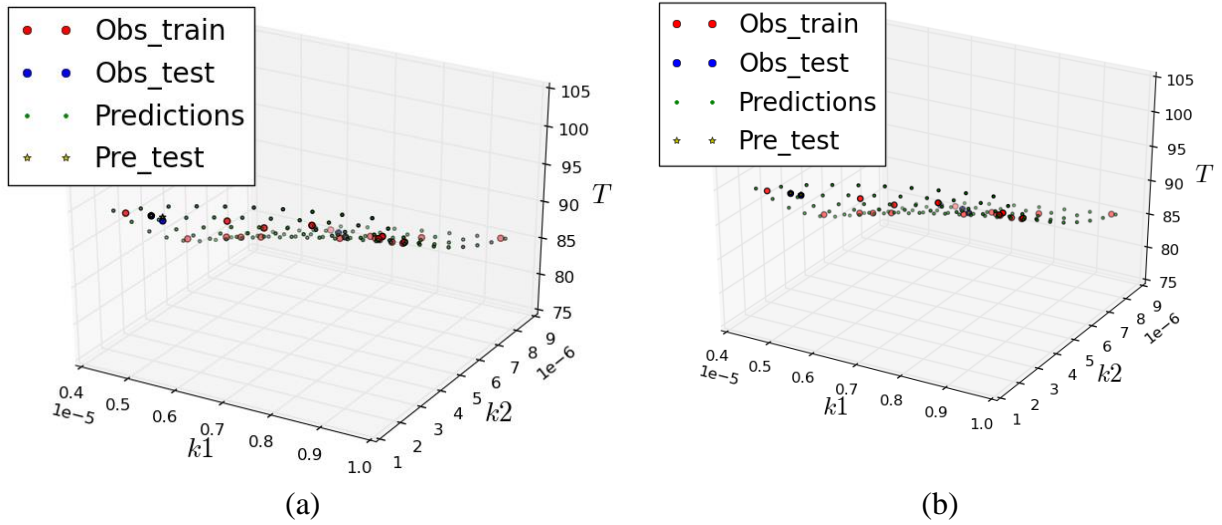 Obs_train
Obs_test
Predictions
Pre_test
105
100
95
90
85
80
75
T
0.4
0.5
0.6
0.7
0.8
0.9
1.0
1e−5
k1
1
2
3
4
5
6
7
8
9
1e−6
k2
(a)
Obs_train
Obs_test
Predictions
Pre_test
105
100
95
90
85
80
75
T
0.4
0.5
0.6
0.7
0.8
0.9
1.0
1e−5
k1
1
2
3
4
5
6
7
8
9
1e−6
k2
(b)